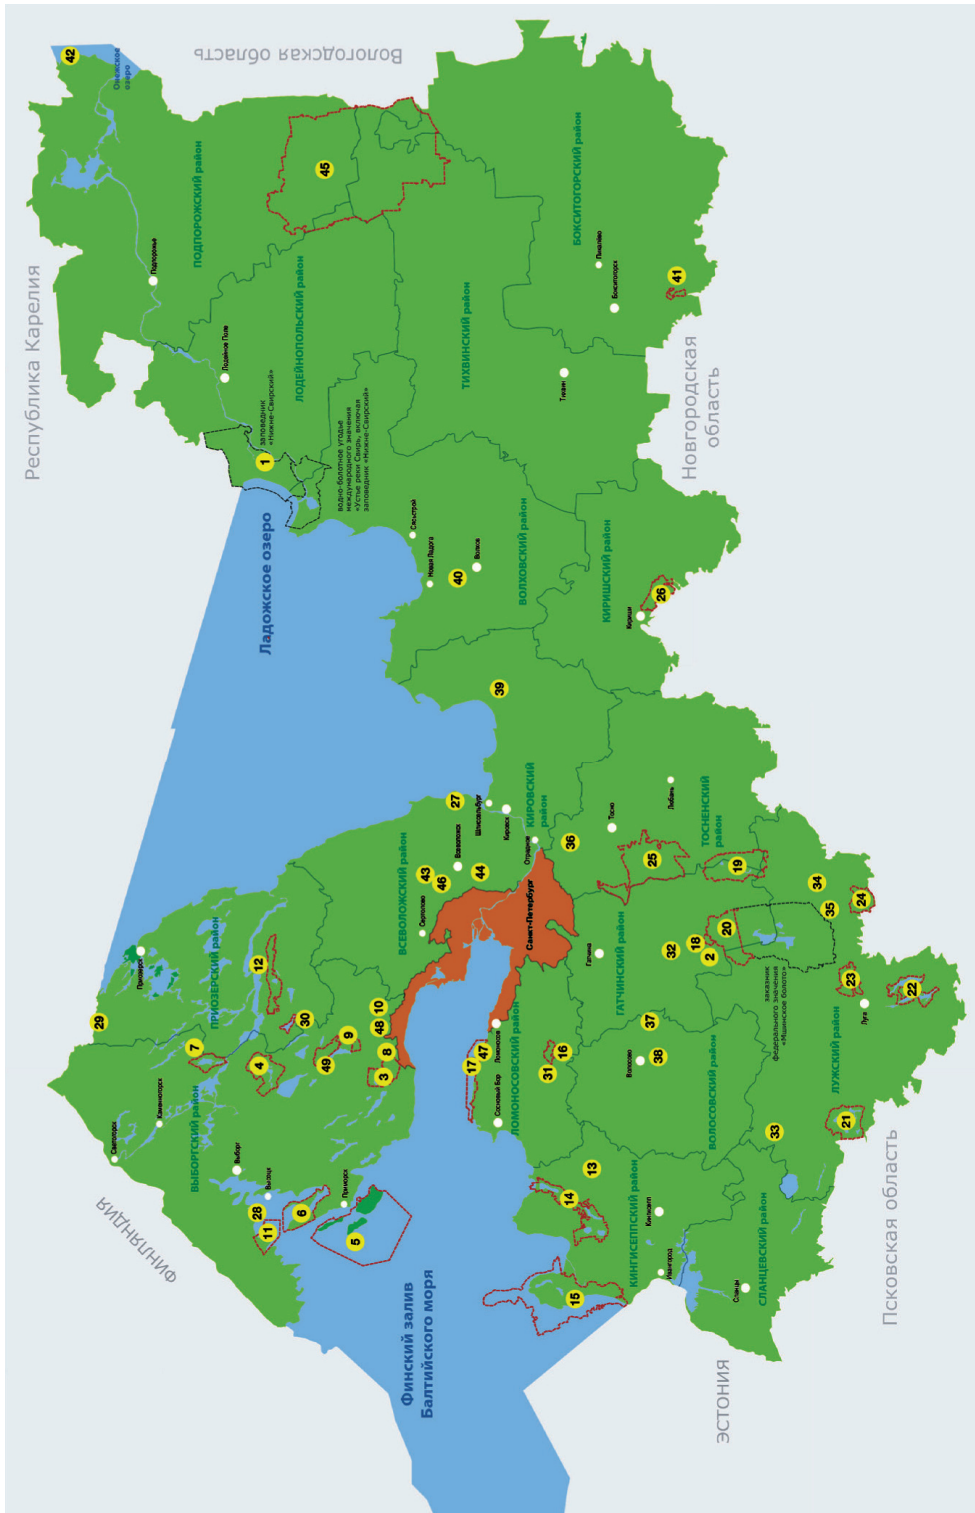 Республика Карелия
Вологодская область
Онежское
озеро
42
ПОДПОРОЖСКИЙ район
Подпорожье
45
ЛОДЕЙНОПОЛЬСКИЙ район
Лодейное Поле
заповедник
«Нижне-Свирский»
1
водно-болотное угодье
международного значения
«Устье реки Свирь, включая
заповедник «Нижне-Свирский»
ТИХВИНСКИЙ район
Тихвин
БОКСИТОГОРСКИЙ район
Пикалёво
Бокситогорск
41
Новгородская
область
Ладожское озеро
Сясьстрой
Новая Ладога
Волхов
40
ВОЛХОВСКИЙ район
КИРИШСКИЙ район
Кириши
26
39
КИРОВСКИЙ
район
27
Шлиссельбург
Кировск
Отрадное
36
ВСЕВОЛОЖСКИЙ район
Всеволожск
43
46
44
Сертолово
Санкт-Петербург
ТОСНЕНСКИЙ
район
Тосно
Любань
25
19
34
35
24
ПРИОЗЕРСКИЙ район
Приозерск
12
29
30
7
4
49
9
10
48
8
3
ВЫБОРГСКИЙ район
Светогорск
Каменногорск
Выборг
Высоцк
Приморск
28
11
6
5
ФИНЛЯНДИЯ
Финский залив
Балтийского моря
ЛОМОНОСОВСКИЙ район
Ломоносов
Сосновый Бор
17
47
16
31
ГАТЧИНСКИЙ район
Гатчина
32
18
2
20
заказник
федерального значения
«Мшинское болото»
37
38
Волосово
ВОЛОСОВСКИЙ район
ЛУЖСКИЙ район
Луга
23
22
21
33
Псковская область
КИНГИСЕППСКИЙ район
Кингисепп
Ивангород
13
14
15
СЛАНЦЕВСКИЙ район
Сланцы
ЭСТОНИЯ